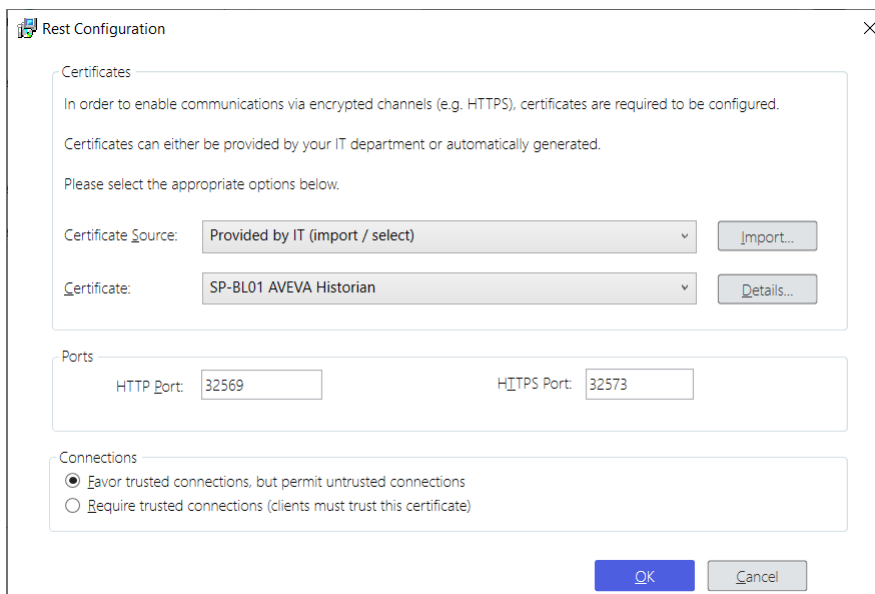 Rest Configuration
Certificates
In order to enable communications via encrypted channels (e.g. HTTPS), certificates are required to be configured.
Certificates can either be provided by your IT department or automatically generated.
Please select the appropriate options below.
Certificate Source: Provided by IT (import / select) Import...
Certificate: SP-BL01 AVEVA Historian Details...
Ports
HTTP Port: 32569 HTTPS Port: 32573
Connections
Favor trusted connections, but permit untrusted connections
Require trusted connections (clients must trust this certificate)
OK Cancel